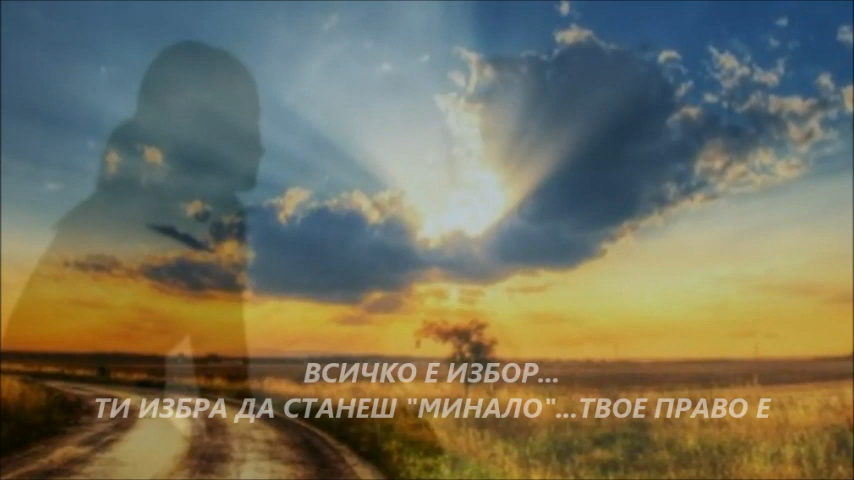 ВСИЧКО Е ИЗБОР...
ТИ ИЗБРА ДА СТАНЕШ "МИНАЛО"...ТВОЕ ПРАВО Е